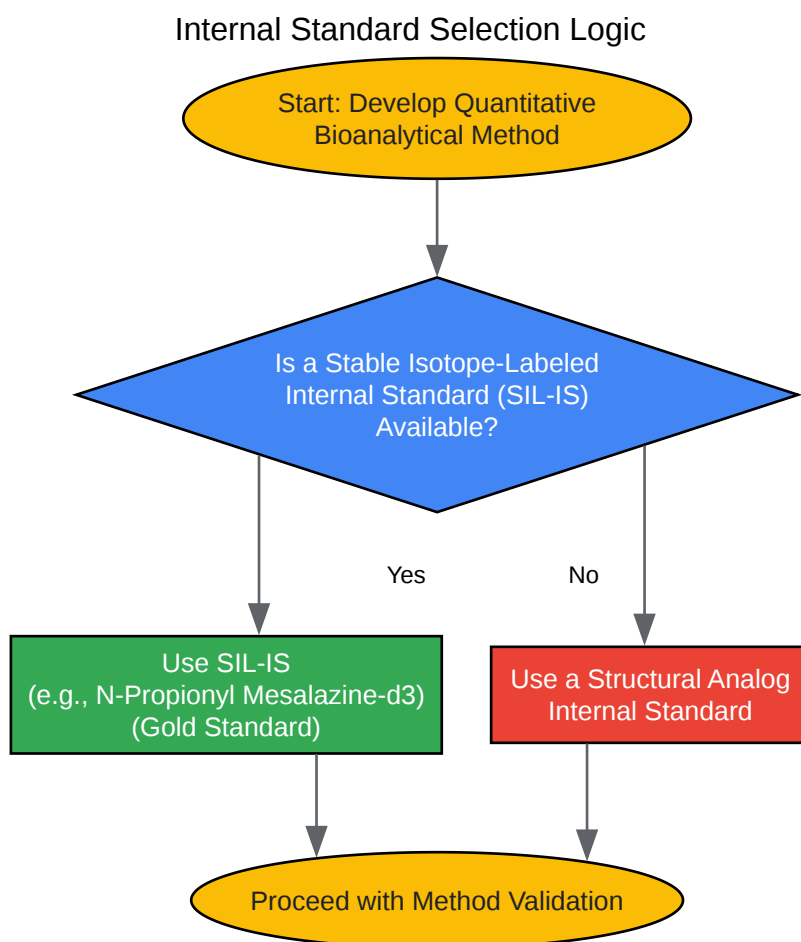 Internal Standard Selection Logic
Start: Develop Quantitative
Bioanalytical Method
Is a Stable Isotope-Labeled
Internal Standard (SIL-IS)
Available?
Yes
No
Use SIL-IS
(e.g., N-Propionyl Mesalazine-d3)
(Gold Standard)
Use a Structural Analog
Internal Standard
Proceed with Method Validation